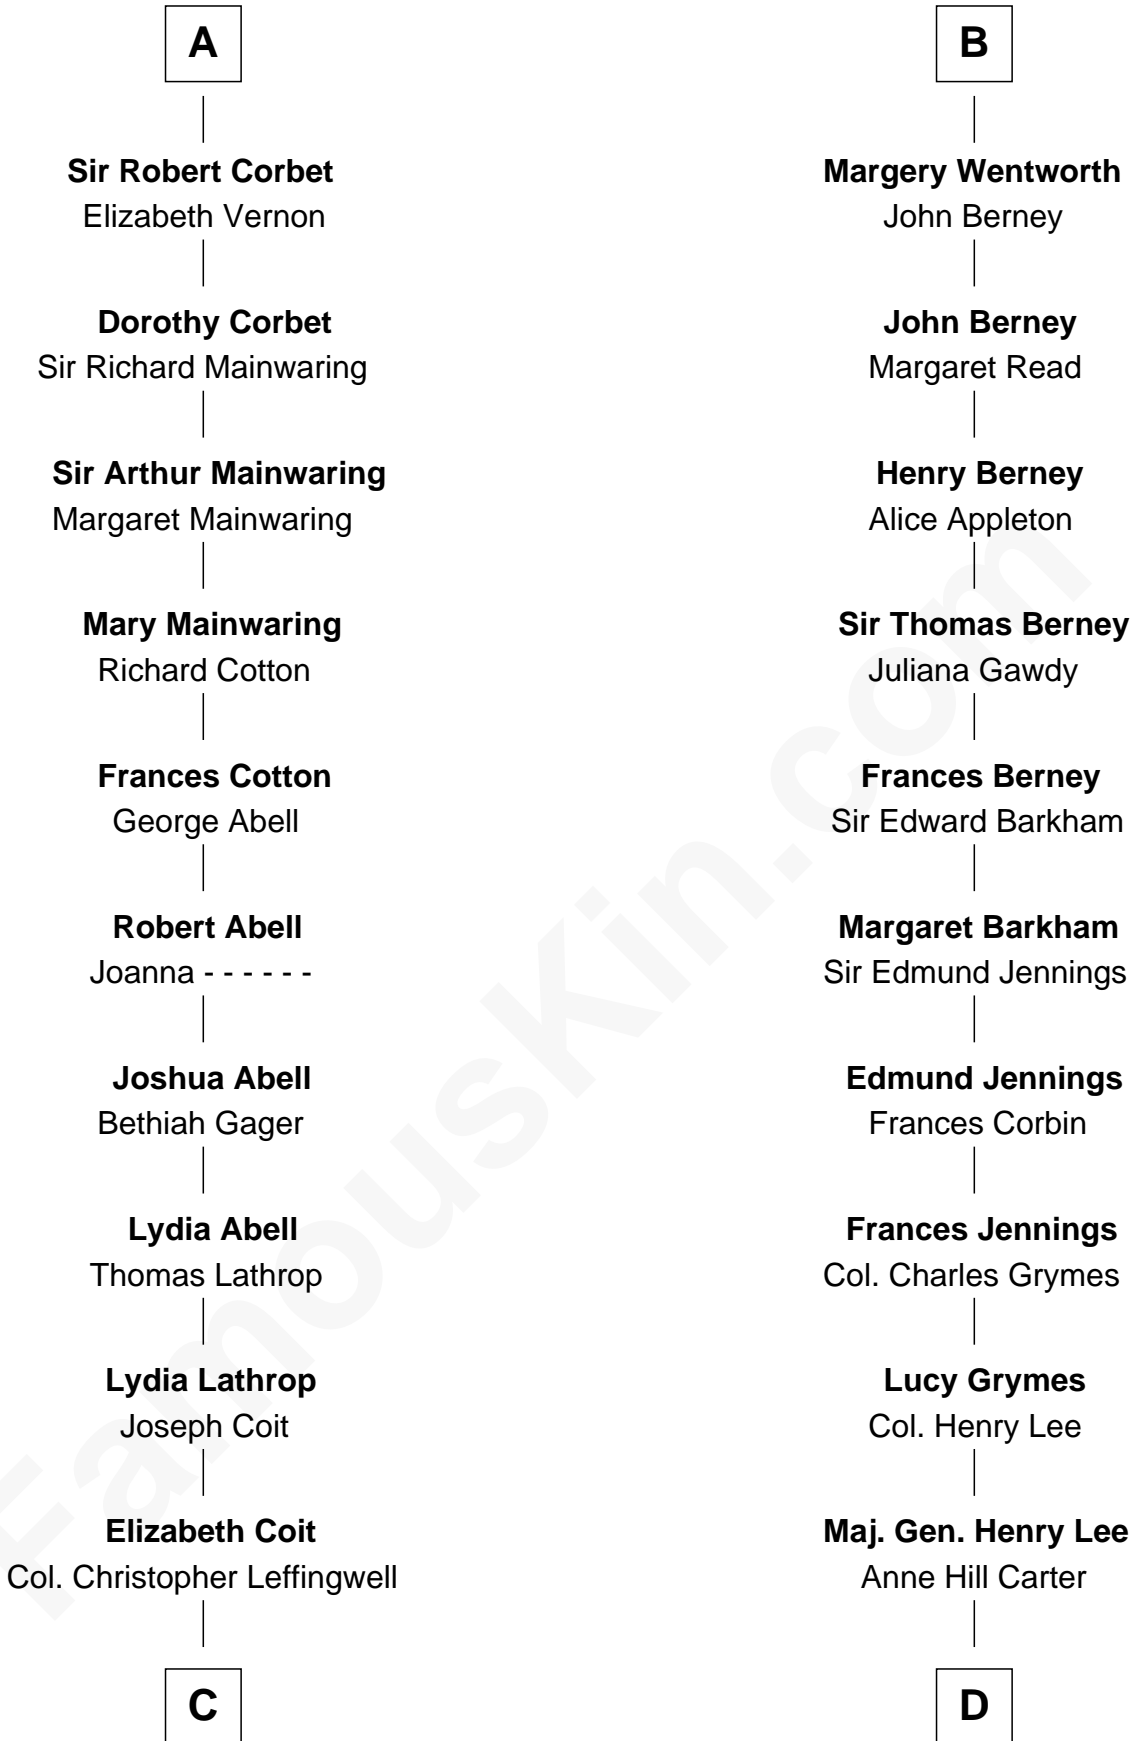 A
Sir Robert Corbet
Elizabeth Vernon
Dorothy Corbet
Sir Richard Mainwaring
Sir Arthur Mainwaring
Margaret Mainwaring
Mary Mainwaring
Richard Cotton
Frances Cotton
George Abell
Robert Abell
Joanna - - - - - -
Joshua Abell
Bethiah Gager
Lydia Abell
Thomas Lathrop
Lydia Lathrop
Joseph Coit
Elizabeth Coit
Col. Christopher Leffingwell
C
B
Margery Wentworth
John Berney
John Berney
Margaret Read
Henry Berney
Alice Appleton
Sir Thomas Berney
Juliana Gawdy
Frances Berney
Sir Edward Barkham
Margaret Barkham
Sir Edmund Jennings
Edmund Jennings
Frances Corbin
Frances Jennings
Col. Charles Grymes
Lucy Grymes
Col. Henry Lee
Maj. Gen. Henry Lee
Anne Hill Carter
D
FamousKin.com